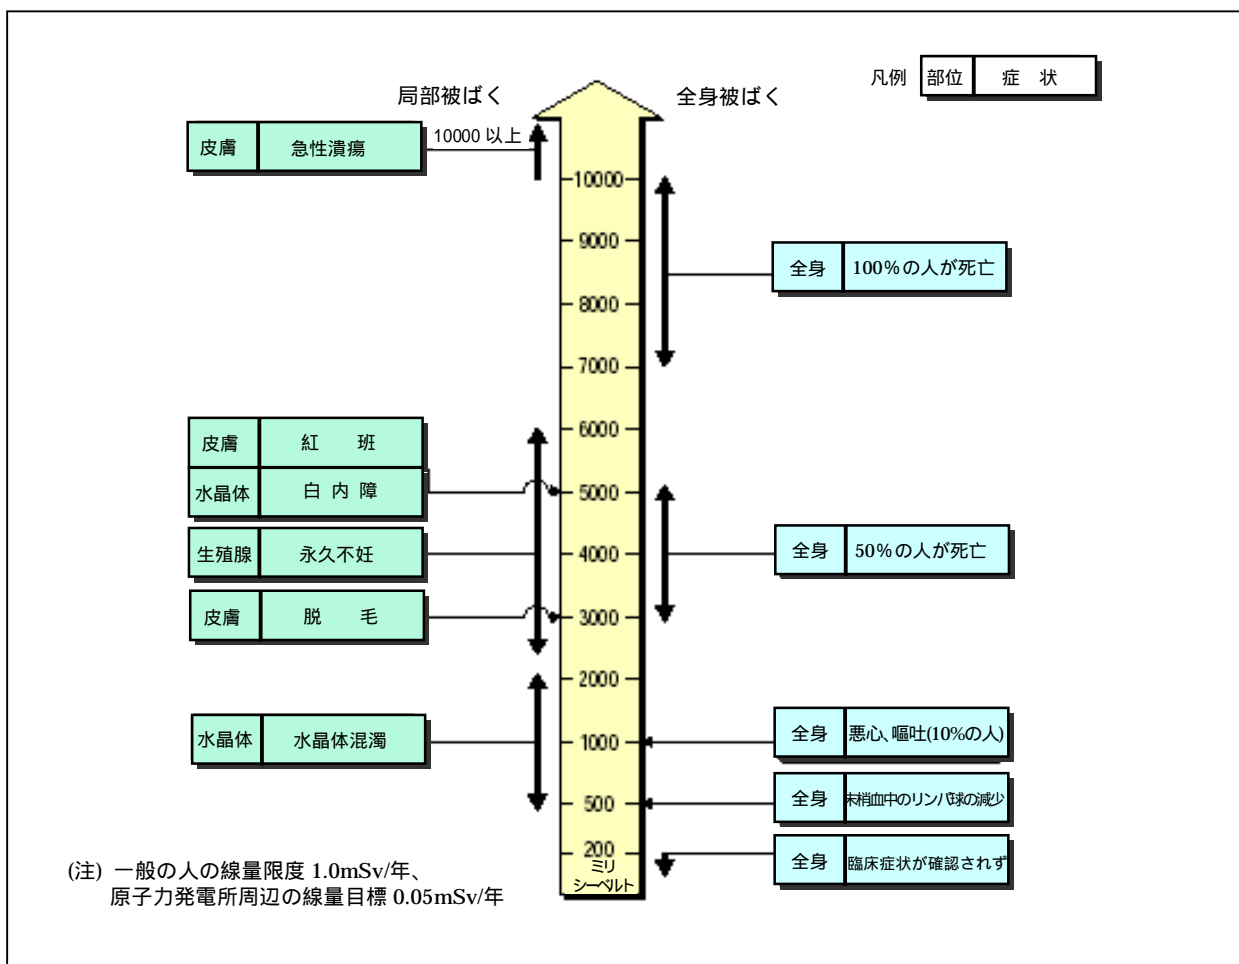 凡例 部位 症 状
局部被ばく
全身被ばく
皮膚 急性潰瘍
10000 以上
10000
9000
8000
7000
6000
5000
4000
3000
2000
1000
500
200
ミリ
シーベルト
皮膚 紅 班
水晶体 白 内 障
生殖腺 永久不妊
皮膚 脱 毛
水晶体 水晶体混濁
全身 100%の人が死亡
全身 50%の人が死亡
全身 悪心、嘔吐(10%の人)
全身 末梢血中のリンパ球の減少
全身 臨床症状が確認されず
(注) 一般の人の線量限度 1.0mSv/年、
原子力発電所周辺の線量目標 0.05mSv/年